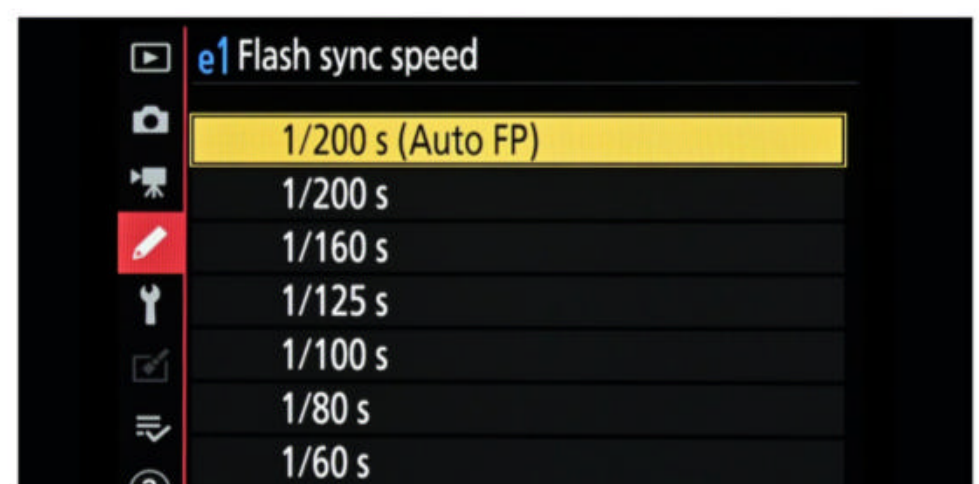 e1 Flash sync speed
1/200 s (Auto FP)
1/200 s
1/160 s
1/125 s
1/100 s
1/80 s
1/60 s